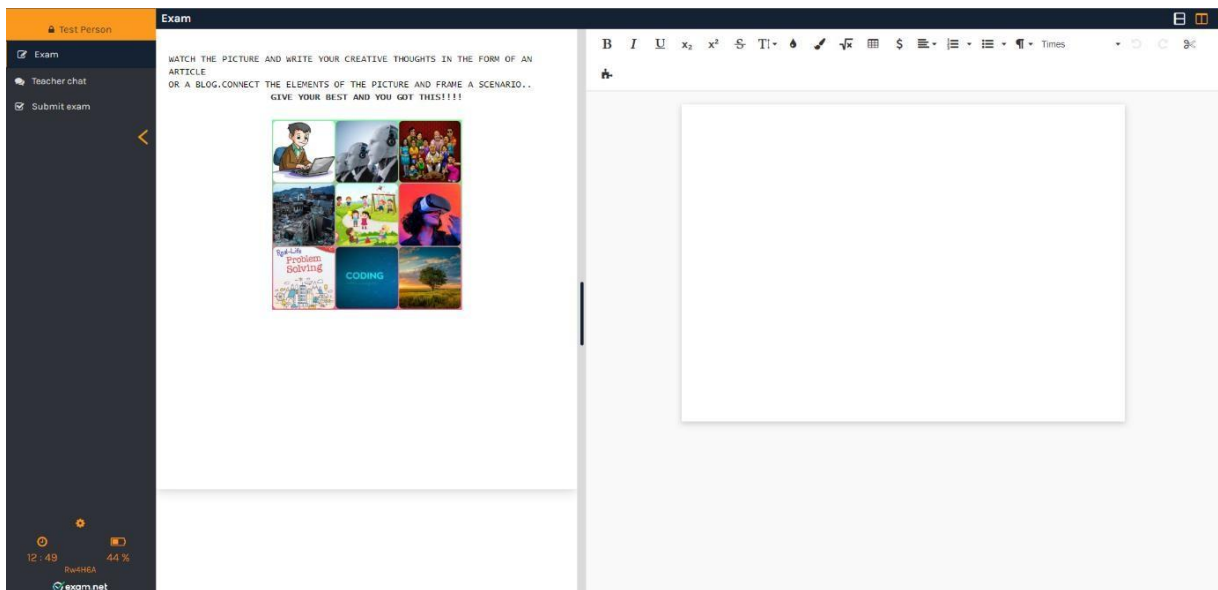 Test Person
Exam
Teacher chat
Submit exam
12:49
44 %
Rw4H6A
exam.net
Exam
WATCH THE PICTURE AND WRITE YOUR CREATIVE THOUGHTS IN THE FORM OF AN
ARTICLE
OR A BLOG.CONNECT THE ELEMENTS OF THE PICTURE AND FRAME A SCENARIO..
GIVE YOUR BEST AND YOU GOT THIS!!!!
Real-Life
Problem
Solving
CODING
B I U x₂ x² S T √x $ ¶ Times